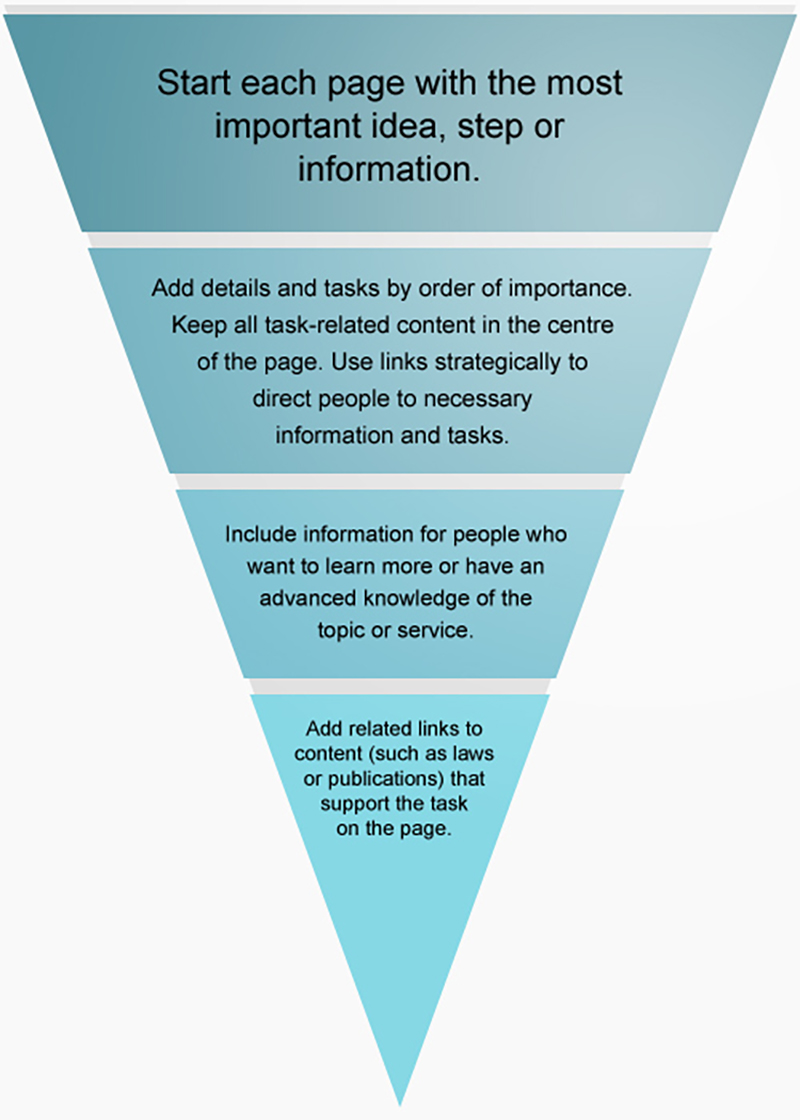 Start each page with the most
important idea, step or
information.
Add details and tasks by order of importance.
Keep all task-related content in the centre
of the page. Use links strategically to
direct people to necessary
information and tasks.
Include information for people who
want to learn more or have an
advanced knowledge of the
topic or service.
Add related links to
content (such as laws
or publications) that
support the task
on the page.